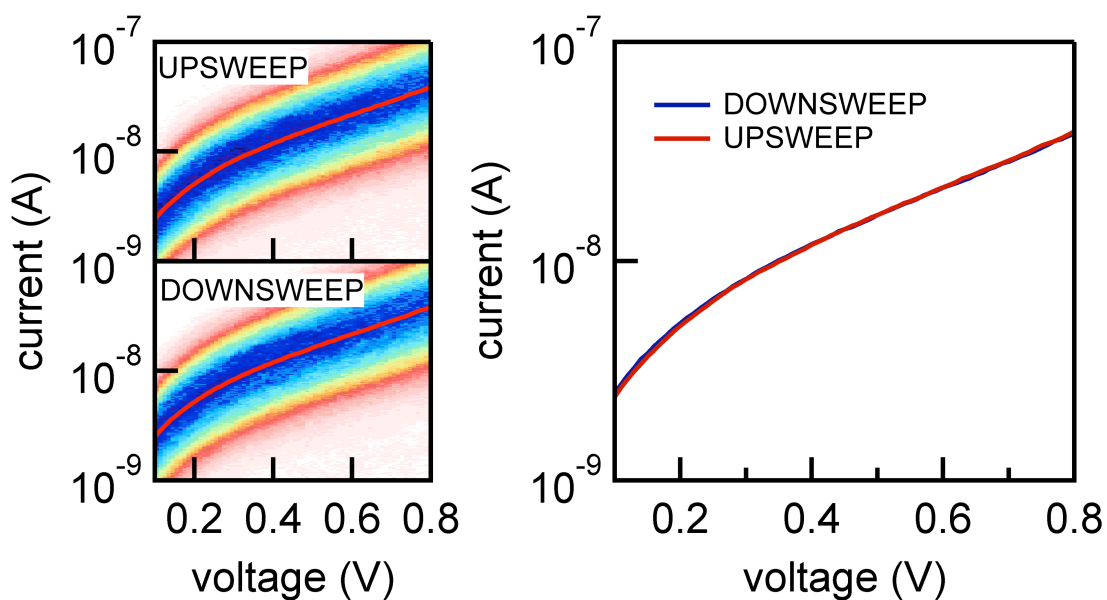 10-7
UPSWEEP
10-8
10-9
DOWNSWEEP
10-8
10-9
0.2 0.4 0.6 0.8
voltage (V)
current (A)
10-7
DOWNSWEEP
UPSWEEP
10-8
10-9
0.2 0.4 0.6 0.8
voltage (V)
current (A)